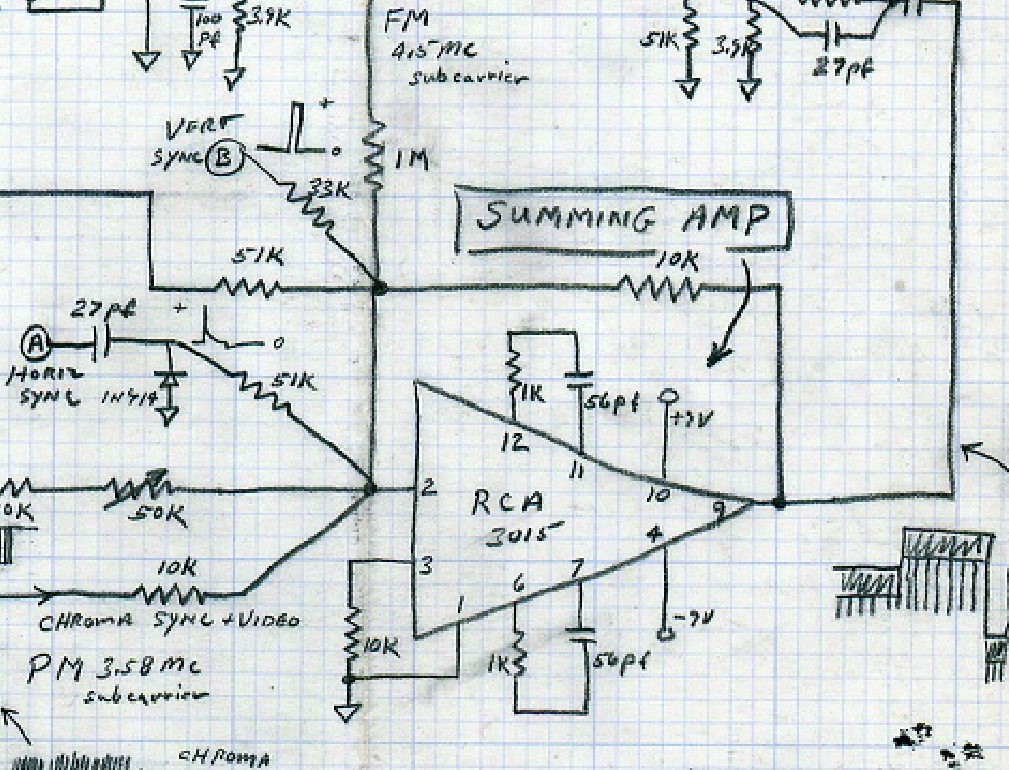 100
pf
3.9K
FM
4.5 MC
subcarrier
51K
3.9K
27pf
VERT
SYNC B
+
0
33K
1M
SUMMING AMP
51K
10K
27pf
+
0
A
HORIZ
SYNC
1N914
51K
1K
56pf
+9V
12
11
10
2
RCA
3015
9
4
0K
50K
3
7
6
1
10K
CHROMA SYNC + VIDEO
10K
1K
56pf
-9V
PM 3.58 MC
subcarrier
CHROMA